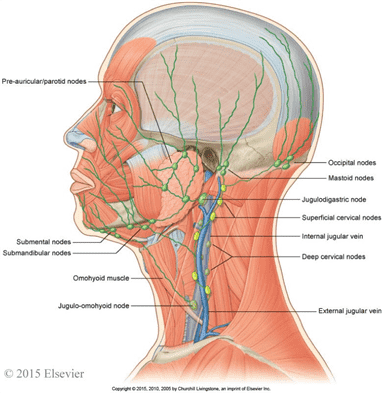 Pre-auricular/parotid nodes
Occipital nodes
Mastoid nodes
Jugulodigastric node
Superficial cervical nodes
Submental nodes
Internal jugular vein
Submandibular nodes
Deep cervical nodes
Omohyoid muscle
Jugulo-omohyoid node
External jugular vein
© 2015 Elsevier
Copyright © 2015, 2010, 2005 by Churchill Livingstone, an imprint of Elsevier Inc.